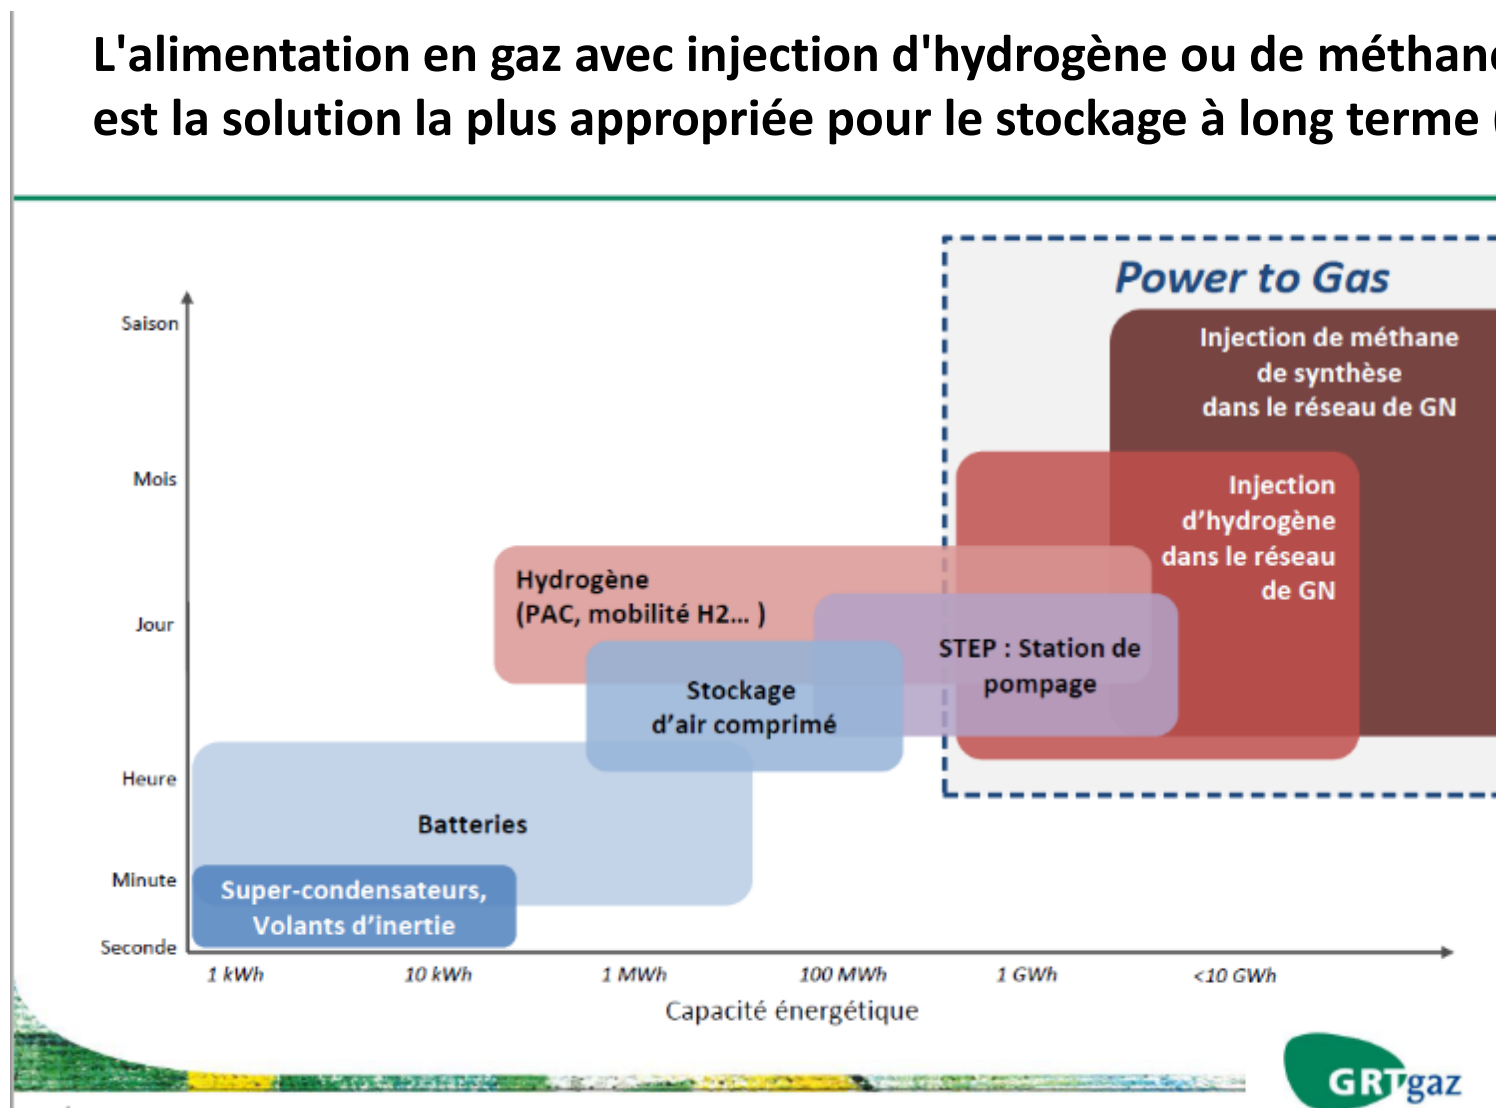 L'alimentation en gaz avec injection d'hydrogène ou de méthane
est la solution la plus appropriée pour le stockage à long terme (
Power to Gas
Saison
Injection de méthane
de synthèse
dans le réseau de GN
Mois
Injection
d'hydrogène
dans le réseau
de GN
Hydrogène
(PAC, mobilité H2... )
Jour
STEP : Station de
pompage
Stockage
d'air comprimé
Heure
Batteries
Minute
Super-condensateurs,
Volants d'inertie
Seconde
1 kWh
10 kWh
1 MWh
100 MWh
1 GWh
<10 GWh
Capacité énergétique
GRTgaz